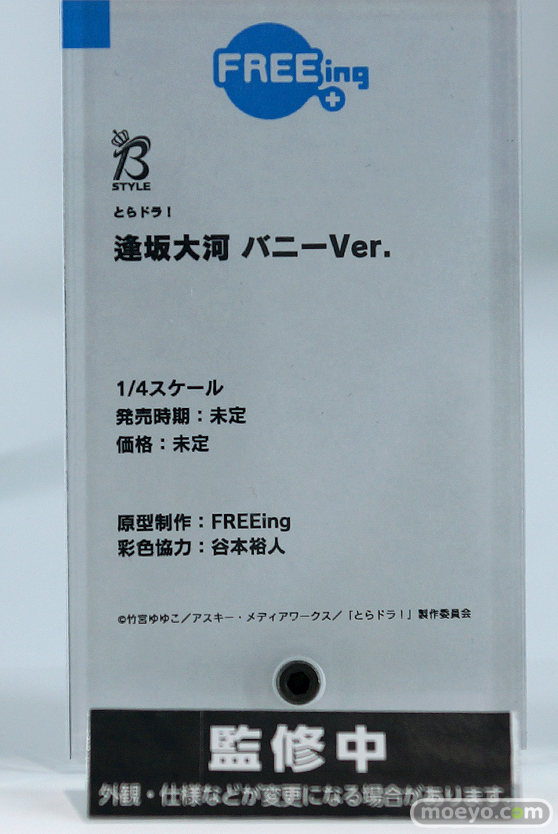 FREEing
B
STYLE
とらドラ！
逢坂大河 バニーVer.
1/4スケール
発売時期：未定
価格：未定
原型制作：FREEing
彩色協力：谷本裕人
©竹宮ゆゆこ／アスキー・メディアワークス／「とらドラ！」製作委員会
監修中
外観・仕様などが変更になる場合があります
moeyo.com